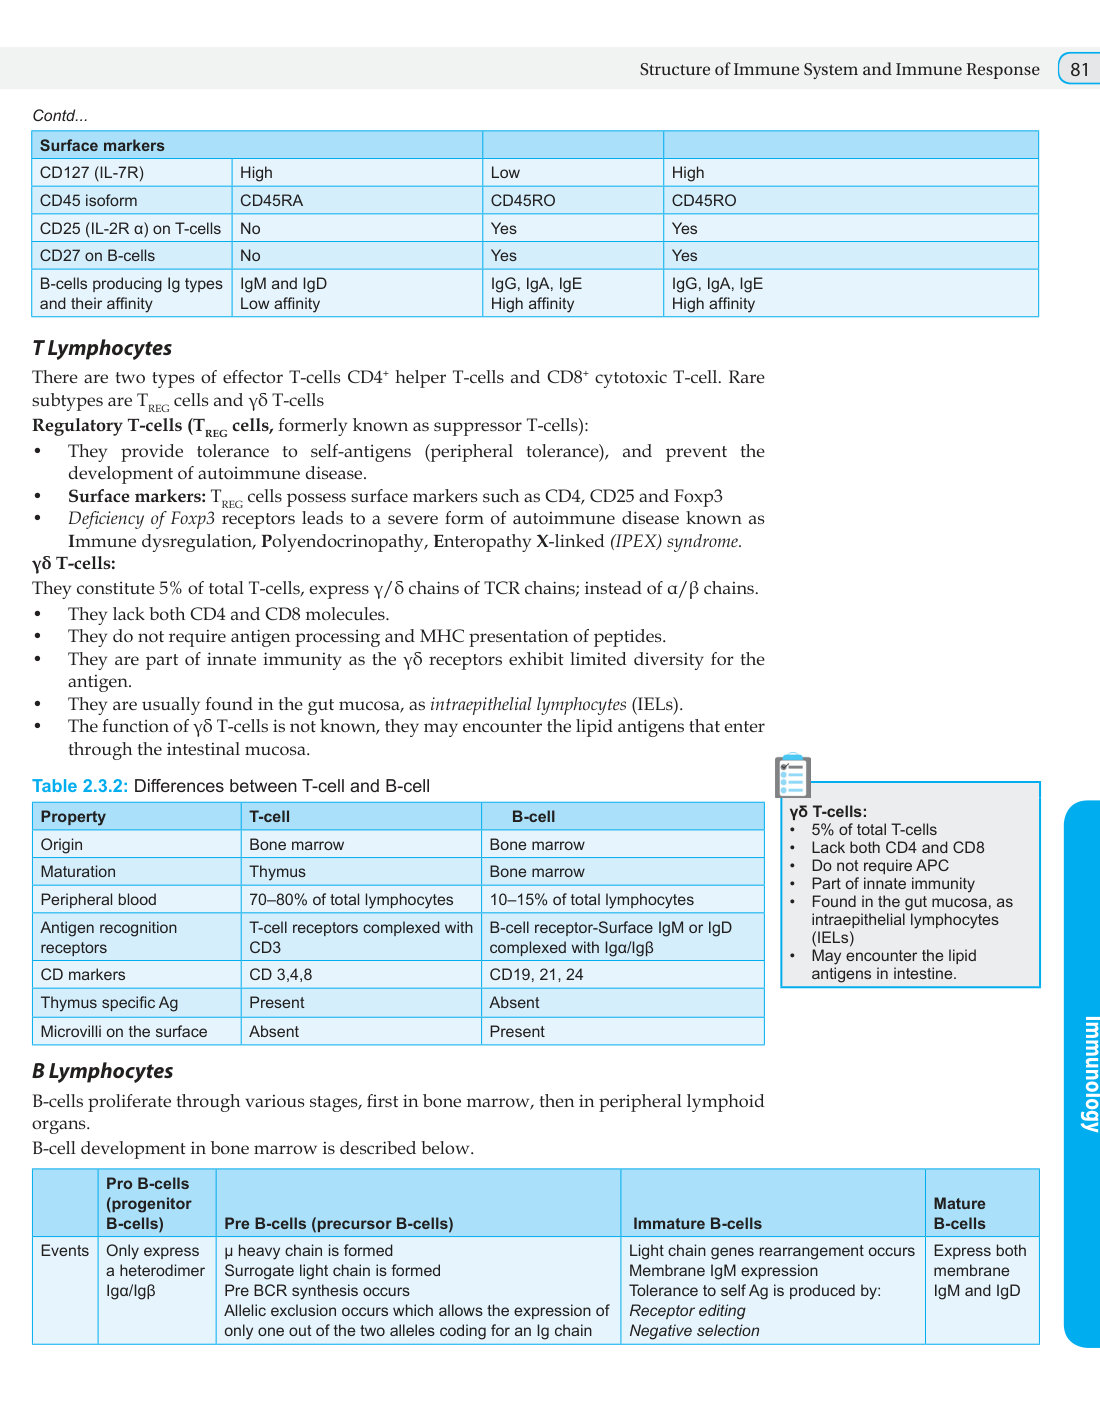 Structure of Immune System and Immune Response 81
Contd...
Surface markers
CD127 (IL-7R) High Low High
CD45 isoform CD45RA CD45RO CD45RO
CD25 (IL-2R α) on T-cells No Yes Yes
CD27 on B-cells No Yes Yes
B-cells producing Ig types IgM and IgD IgG, IgA, IgE IgG, IgA, IgE
and their affinity Low affinity High affinity High affinity
T Lymphocytes
There are two types of effector T-cells CD4+ helper T-cells and CD8+ cytotoxic T-cell. Rare
subtypes are TREG cells and γδ T-cells
Regulatory T-cells (TREG cells, formerly known as suppressor T-cells):
• They provide tolerance to self-antigens (peripheral tolerance), and prevent the
development of autoimmune disease.
• Surface markers: TREG cells possess surface markers such as CD4, CD25 and Foxp3
• Deficiency of Foxp3 receptors leads to a severe form of autoimmune disease known as
Immune dysregulation, Polyendocrinopathy, Enteropathy X-linked (IPEX) syndrome.
γδ T-cells:
They constitute 5% of total T-cells, express γ/δ chains of TCR chains; instead of α/β chains.
• They lack both CD4 and CD8 molecules.
• They do not require antigen processing and MHC presentation of peptides.
• They are part of innate immunity as the γδ receptors exhibit limited diversity for the
antigen.
• They are usually found in the gut mucosa, as intraepithelial lymphocytes (IELs).
• The function of γδ T-cells is not known, they may encounter the lipid antigens that enter
through the intestinal mucosa.
Table 2.3.2: Differences between T-cell and B-cell
Property T-cell B-cell
Origin Bone marrow Bone marrow
Maturation Thymus Bone marrow
Peripheral blood 70–80% of total lymphocytes 10–15% of total lymphocytes
Antigen recognition T-cell receptors complexed with B-cell receptor-Surface IgM or IgD
receptors CD3 complexed with Igα/Igβ
CD markers CD 3,4,8 CD19, 21, 24
Thymus specific Ag Present Absent
Microvilli on the surface Absent Present
γδ T-cells:
• 5% of total T-cells
• Lack both CD4 and CD8
• Do not require APC
• Part of innate immunity
• Found in the gut mucosa, as
intraepithelial lymphocytes
(IELs)
• May encounter the lipid
antigens in intestine.
Immunology
B Lymphocytes
B-cells proliferate through various stages, first in bone marrow, then in peripheral lymphoid
organs.
B-cell development in bone marrow is described below.
Pro B-cells
(progenitor Mature
B-cells) Pre B-cells (precursor B-cells) Immature B-cells B-cells
Events Only express μ heavy chain is formed Light chain genes rearrangement occurs Express both
a heterodimer Surrogate light chain is formed Membrane IgM expression membrane
Igα/Igβ Pre BCR synthesis occurs Tolerance to self Ag is produced by: IgM and IgD
Allelic exclusion occurs which allows the expression of Receptor editing
only one out of the two alleles coding for an Ig chain Negative selection